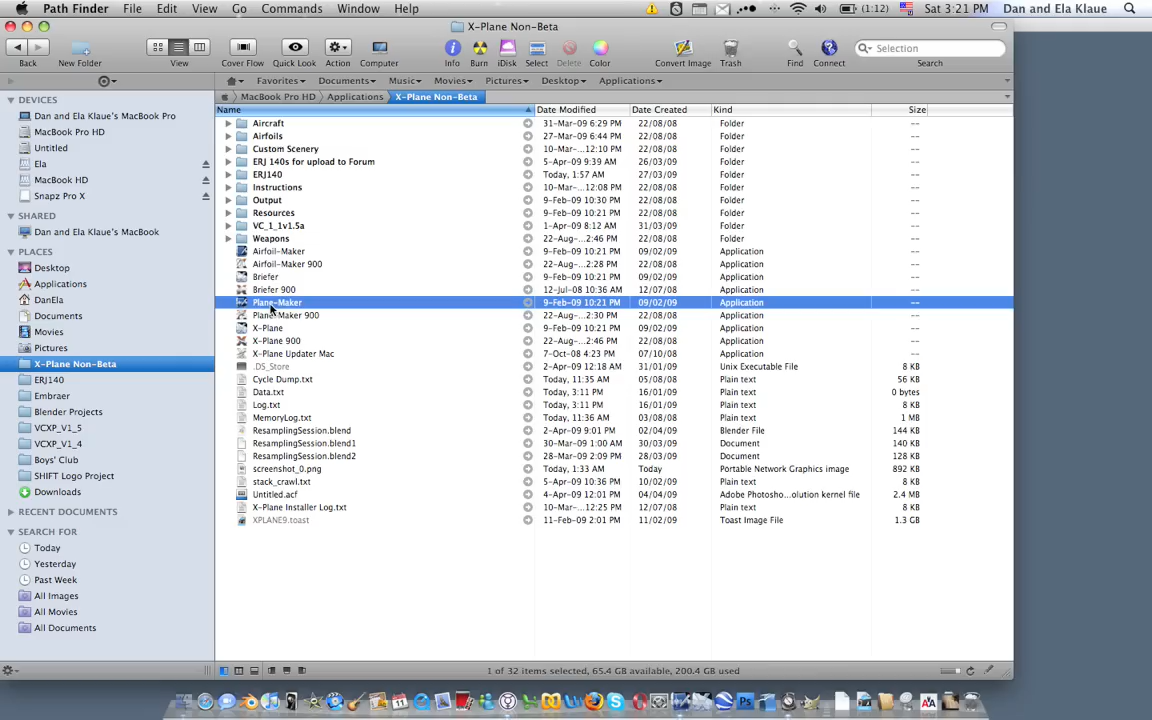 Path Finder File Edit View Go Commands Window Help (1:12) Sat 3:21 PM Dan and Ela Klaue
X-Plane Non-Beta
Back New Folder View Cover Flow Quick Look Action Computer Info Burn iDisk Select Delete Color Convert Image Trash Find Connect Selection Search
Favorites Documents Music Movies Pictures Desktop Applications
MacBook Pro HD Applications X-Plane Non-Beta
DEVICES
Dan and Ela Klaue's MacBook Pro
MacBook Pro HD
Untitled
Ela
MacBook HD
Snapz Pro X
SHARED
Dan and Ela Klaue's MacBook
PLACES
Desktop
Applications
DanEla
Documents
Movies
Pictures
X-Plane Non-Beta
ERJ140
Embraer
Blender Projects
VCXP_V1_5
VCXP_V1_4
Boys' Club
SHIFT Logo Project
Downloads
RECENT DOCUMENTS
SEARCH FOR
Today
Yesterday
Past Week
All Images
All Movies
All Documents
Name Date Modified Date Created Kind Size
Aircraft 31-Mar-09 6:29 PM 22/08/08 Folder --
Airfoils 27-Mar-09 6:44 PM 22/08/08 Folder --
Custom Scenery 10-Mar-...12:10 PM 22/08/08 Folder --
ERJ 140s for upload to Forum 5-Apr-09 9:39 AM 26/03/09 Folder --
ERJ140 Today, 1:57 AM 27/03/09 Folder --
Instructions 10-Mar-...12:08 PM 22/08/08 Folder --
Output 9-Feb-09 10:30 PM 22/08/08 Folder --
Resources 9-Feb-09 10:21 PM 22/08/08 Folder --
VC_1_1v1.5a 1-Apr-09 8:12 AM 31/03/09 Folder --
Weapons 22-Aug-...2:46 PM 22/08/08 Folder --
Airfoil-Maker 9-Feb-09 10:21 PM 09/02/09 Application --
Airfoil-Maker 900 22-Aug-...2:28 PM 22/08/08 Application --
Briefer 9-Feb-09 10:21 PM 09/02/09 Application --
Briefer 900 12-Jul-08 10:36 AM 12/07/08 Application --
Plane-Maker 9-Feb-09 10:21 PM 09/02/09 Application --
Plane-Maker 900 22-Aug-...2:30 PM 22/08/08 Application --
X-Plane 9-Feb-09 10:21 PM 09/02/09 Application --
X-Plane 900 22-Aug-...2:46 PM 22/08/08 Application --
X-Plane Updater Mac 7-Oct-08 4:23 PM 07/10/08 Application --
.DS_Store 2-Apr-09 12:18 AM 31/01/09 Unix Executable File 8 KB
Cycle Dump.txt Today, 11:35 AM 05/08/08 Plain text 56 KB
Data.txt Today, 3:11 PM 16/01/09 Plain text 0 bytes
Log.txt Today, 3:11 PM 16/01/09 Plain text 8 KB
MemoryLog.txt Today, 11:36 AM 03/08/08 Plain text 1 MB
ResamplingSession.blend 2-Apr-09 9:01 PM 02/04/09 Blender File 144 KB
ResamplingSession.blend1 30-Mar-09 1:00 AM 30/03/09 Document 140 KB
ResamplingSession.blend2 28-Mar-09 2:09 PM 28/03/09 Document 128 KB
screenshot_0.png Today, 1:33 AM Today Portable Network Graphics image 892 KB
stack_crawl.txt 5-Apr-09 10:36 PM 10/02/09 Plain text 8 KB
Untitled.acf 4-Apr-09 12:01 PM 04/04/09 Adobe Photosho...olution kernel file 2.4 MB
X-Plane Installer Log.txt 10-Mar-...12:25 PM 12/07/08 Plain text 8 KB
XPLANE9.toast 11-Feb-09 2:01 PM 11/02/09 Toast Image File 1.3 GB
1 of 32 items selected, 65.4 GB available, 200.4 GB used